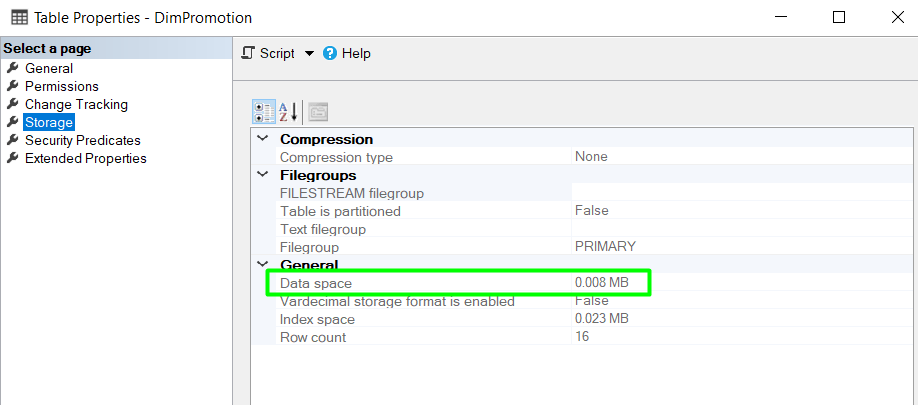 Table Properties - DimPromotion
Select a page
General
Permissions
Change Tracking
Storage
Security Predicates
Extended Properties
Script Help
Compression
Compression type None
Filegroups
FILESTREAM filegroup
Table is partitioned False
Text filegroup
Filegroup PRIMARY
General
Data space 0.008 MB
Vardecimal storage format is enabled False
Index space 0.023 MB
Row count 16